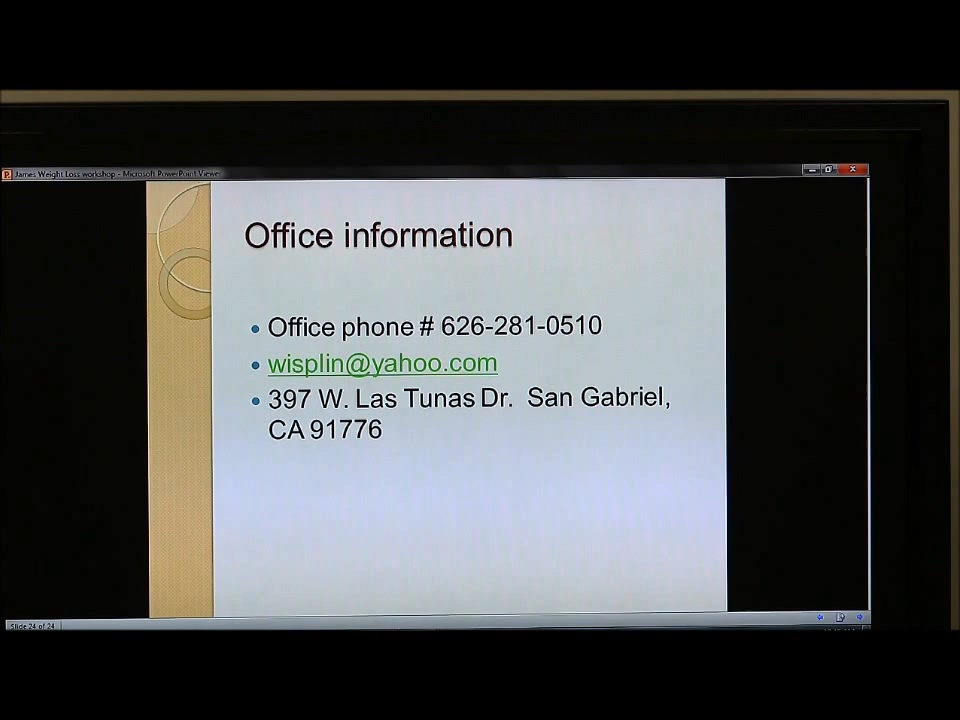 James Weight Loss workshop - Microsoft PowerPoint Viewer
Office information
Office phone # 626-281-0510
wisplin@yahoo.com
397 W. Las Tunas Dr. San Gabriel,
CA 91776
Slide 24 of 24